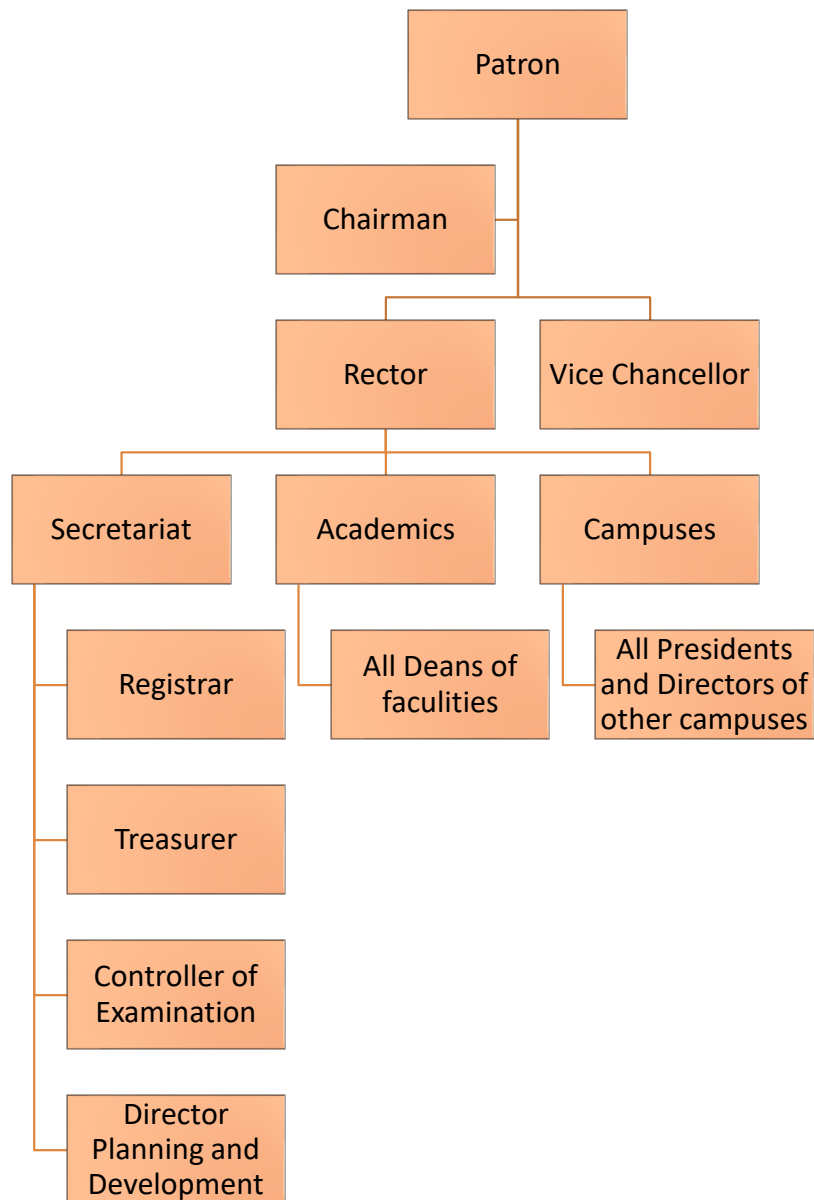 Patron
Chairman
Rector
Vice Chancellor
Secretariat
Academics
Campuses
Registrar
All Deans of
faculities
All Presidents
and Directors of
other campuses
Treasurer
Controller of
Examination
Director
Planning and
Development